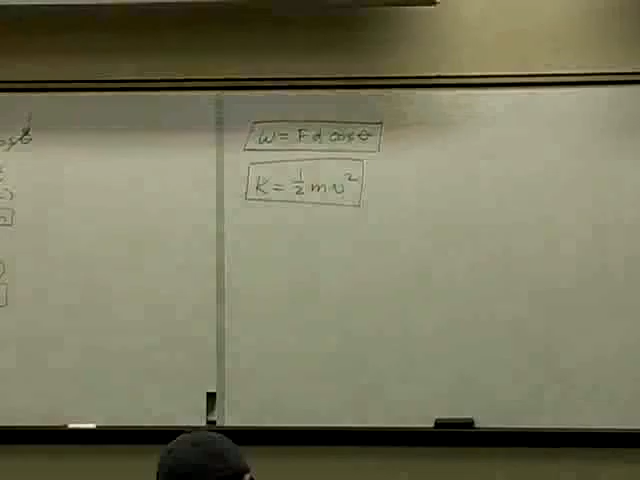 W = Fd cosθ
K = ½mv²